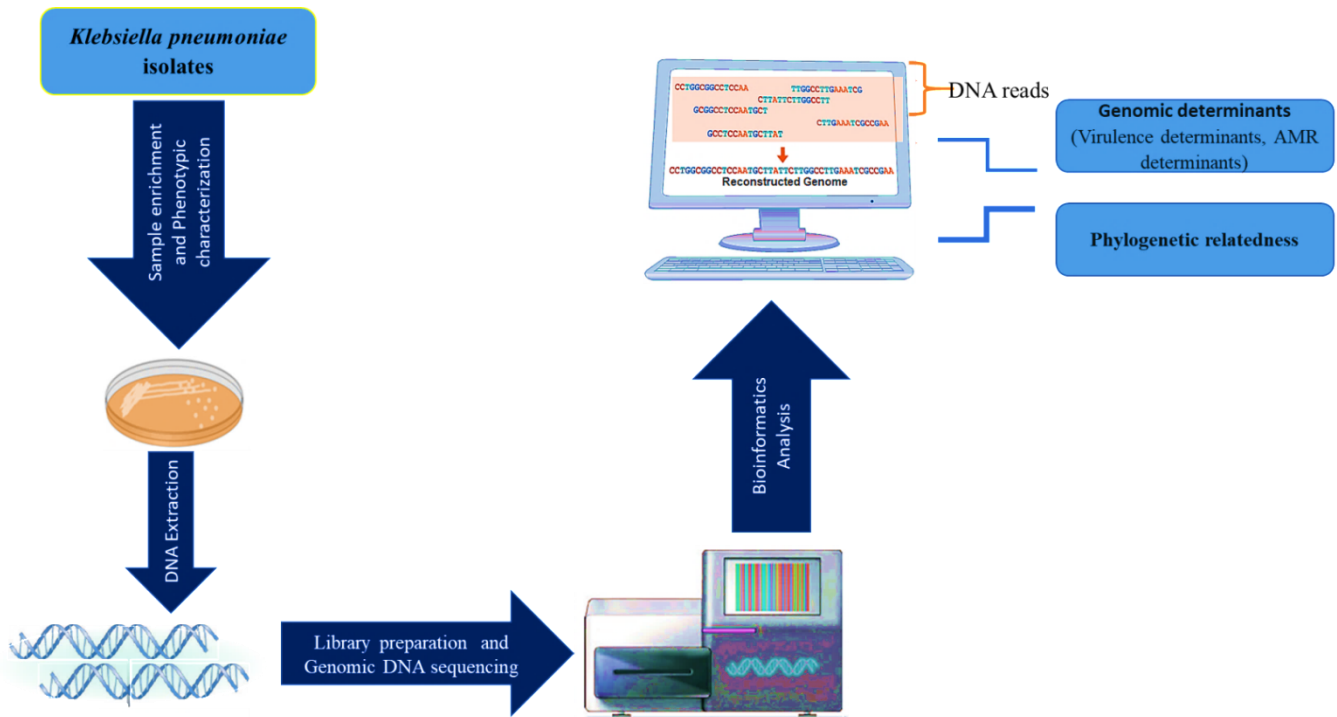 Klebsiella pneumoniae
isolates
Sample enrichment
and Phenotypic
characterization
DNA Extraction
Library preparation and
Genomic DNA sequencing
Bioinformatics
Analysis
CCTGGCGGCCTCCAA
TTGGCCTTGAAATCG
CTTATTCTTGGCCTT
GCGGCCTCCAATGCT
CTTGAAATCGCCGAA
GCCTCCAATGCTTAT
CCTGGCGGCCTCCAATGCTTATTCTTGGCCTTGAAATCGCCGAA
Reconstructed Genome
DNA reads
Genomic determinants
(Virulence determinants, AMR
determinants)
Phylogenetic relatedness